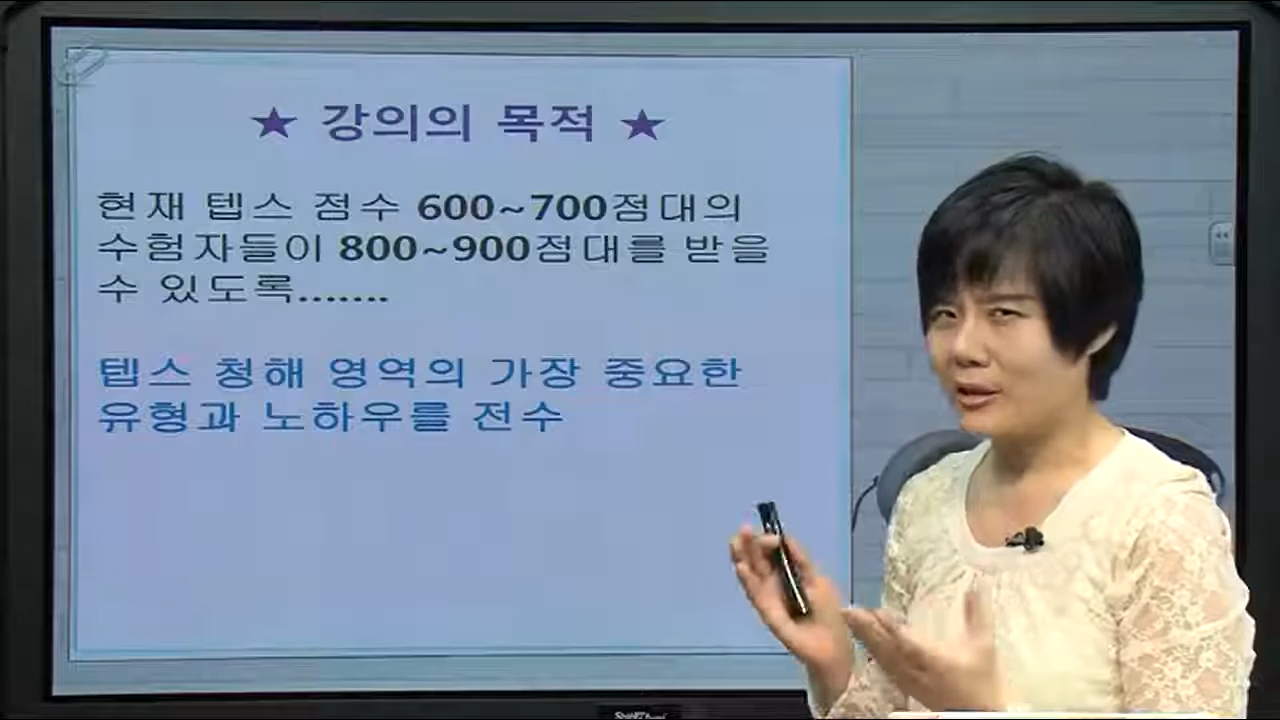 ★ 강의의 목적 ★
현재 텝스 점수 600~700점대의
수험자들이 800~900점대를 받을
수 있도록.......
텝스 청해 영역의 가장 중요한
유형과 노하우를 전수